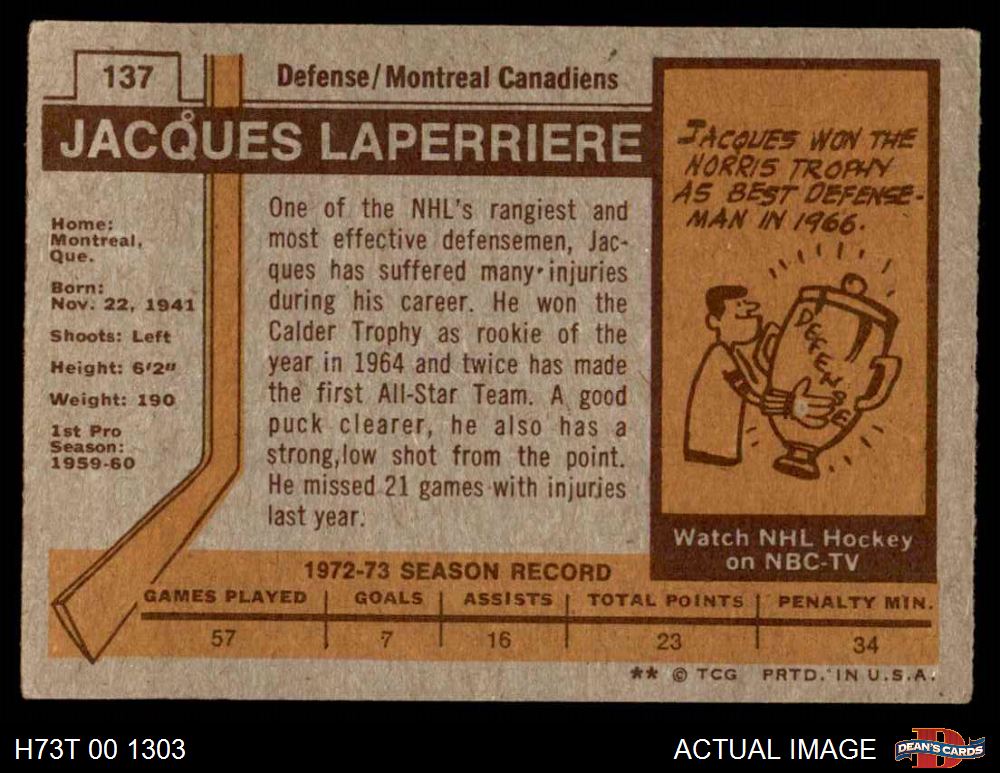 137
Defense/Montreal Canadiens
JACQUES LAPERRIERE
Home:
Montreal,
Que.
Born:
Nov. 22, 1941
Shoots: Left
Height: 6'2"
Weight: 190
1st Pro
Season:
1959-60
One of the NHL's rangiest and
most effective defensemen, Jac-
ques has suffered many injuries
during his career. He won the
Calder Trophy as rookie of the
year in 1964 and twice has made
the first All-Star Team. A good
puck clearer, he also has a
strong,low shot from the point.
He missed 21 games with injuries
last year.
JACQUES WON THE
NORRIS TROPHY
AS BEST DEFENSE-
MAN IN 1966.
DEFENSE
Watch NHL Hockey
on NBC-TV
1972-73 SEASON RECORD
GAMES PLAYED GOALS ASSISTS TOTAL POINTS PENALTY MIN.
57 7 16 23 34
** © TCG PRTD. IN U.S.A.
H73T 00 1303
ACTUAL IMAGE
D
DEAN'S CARDS